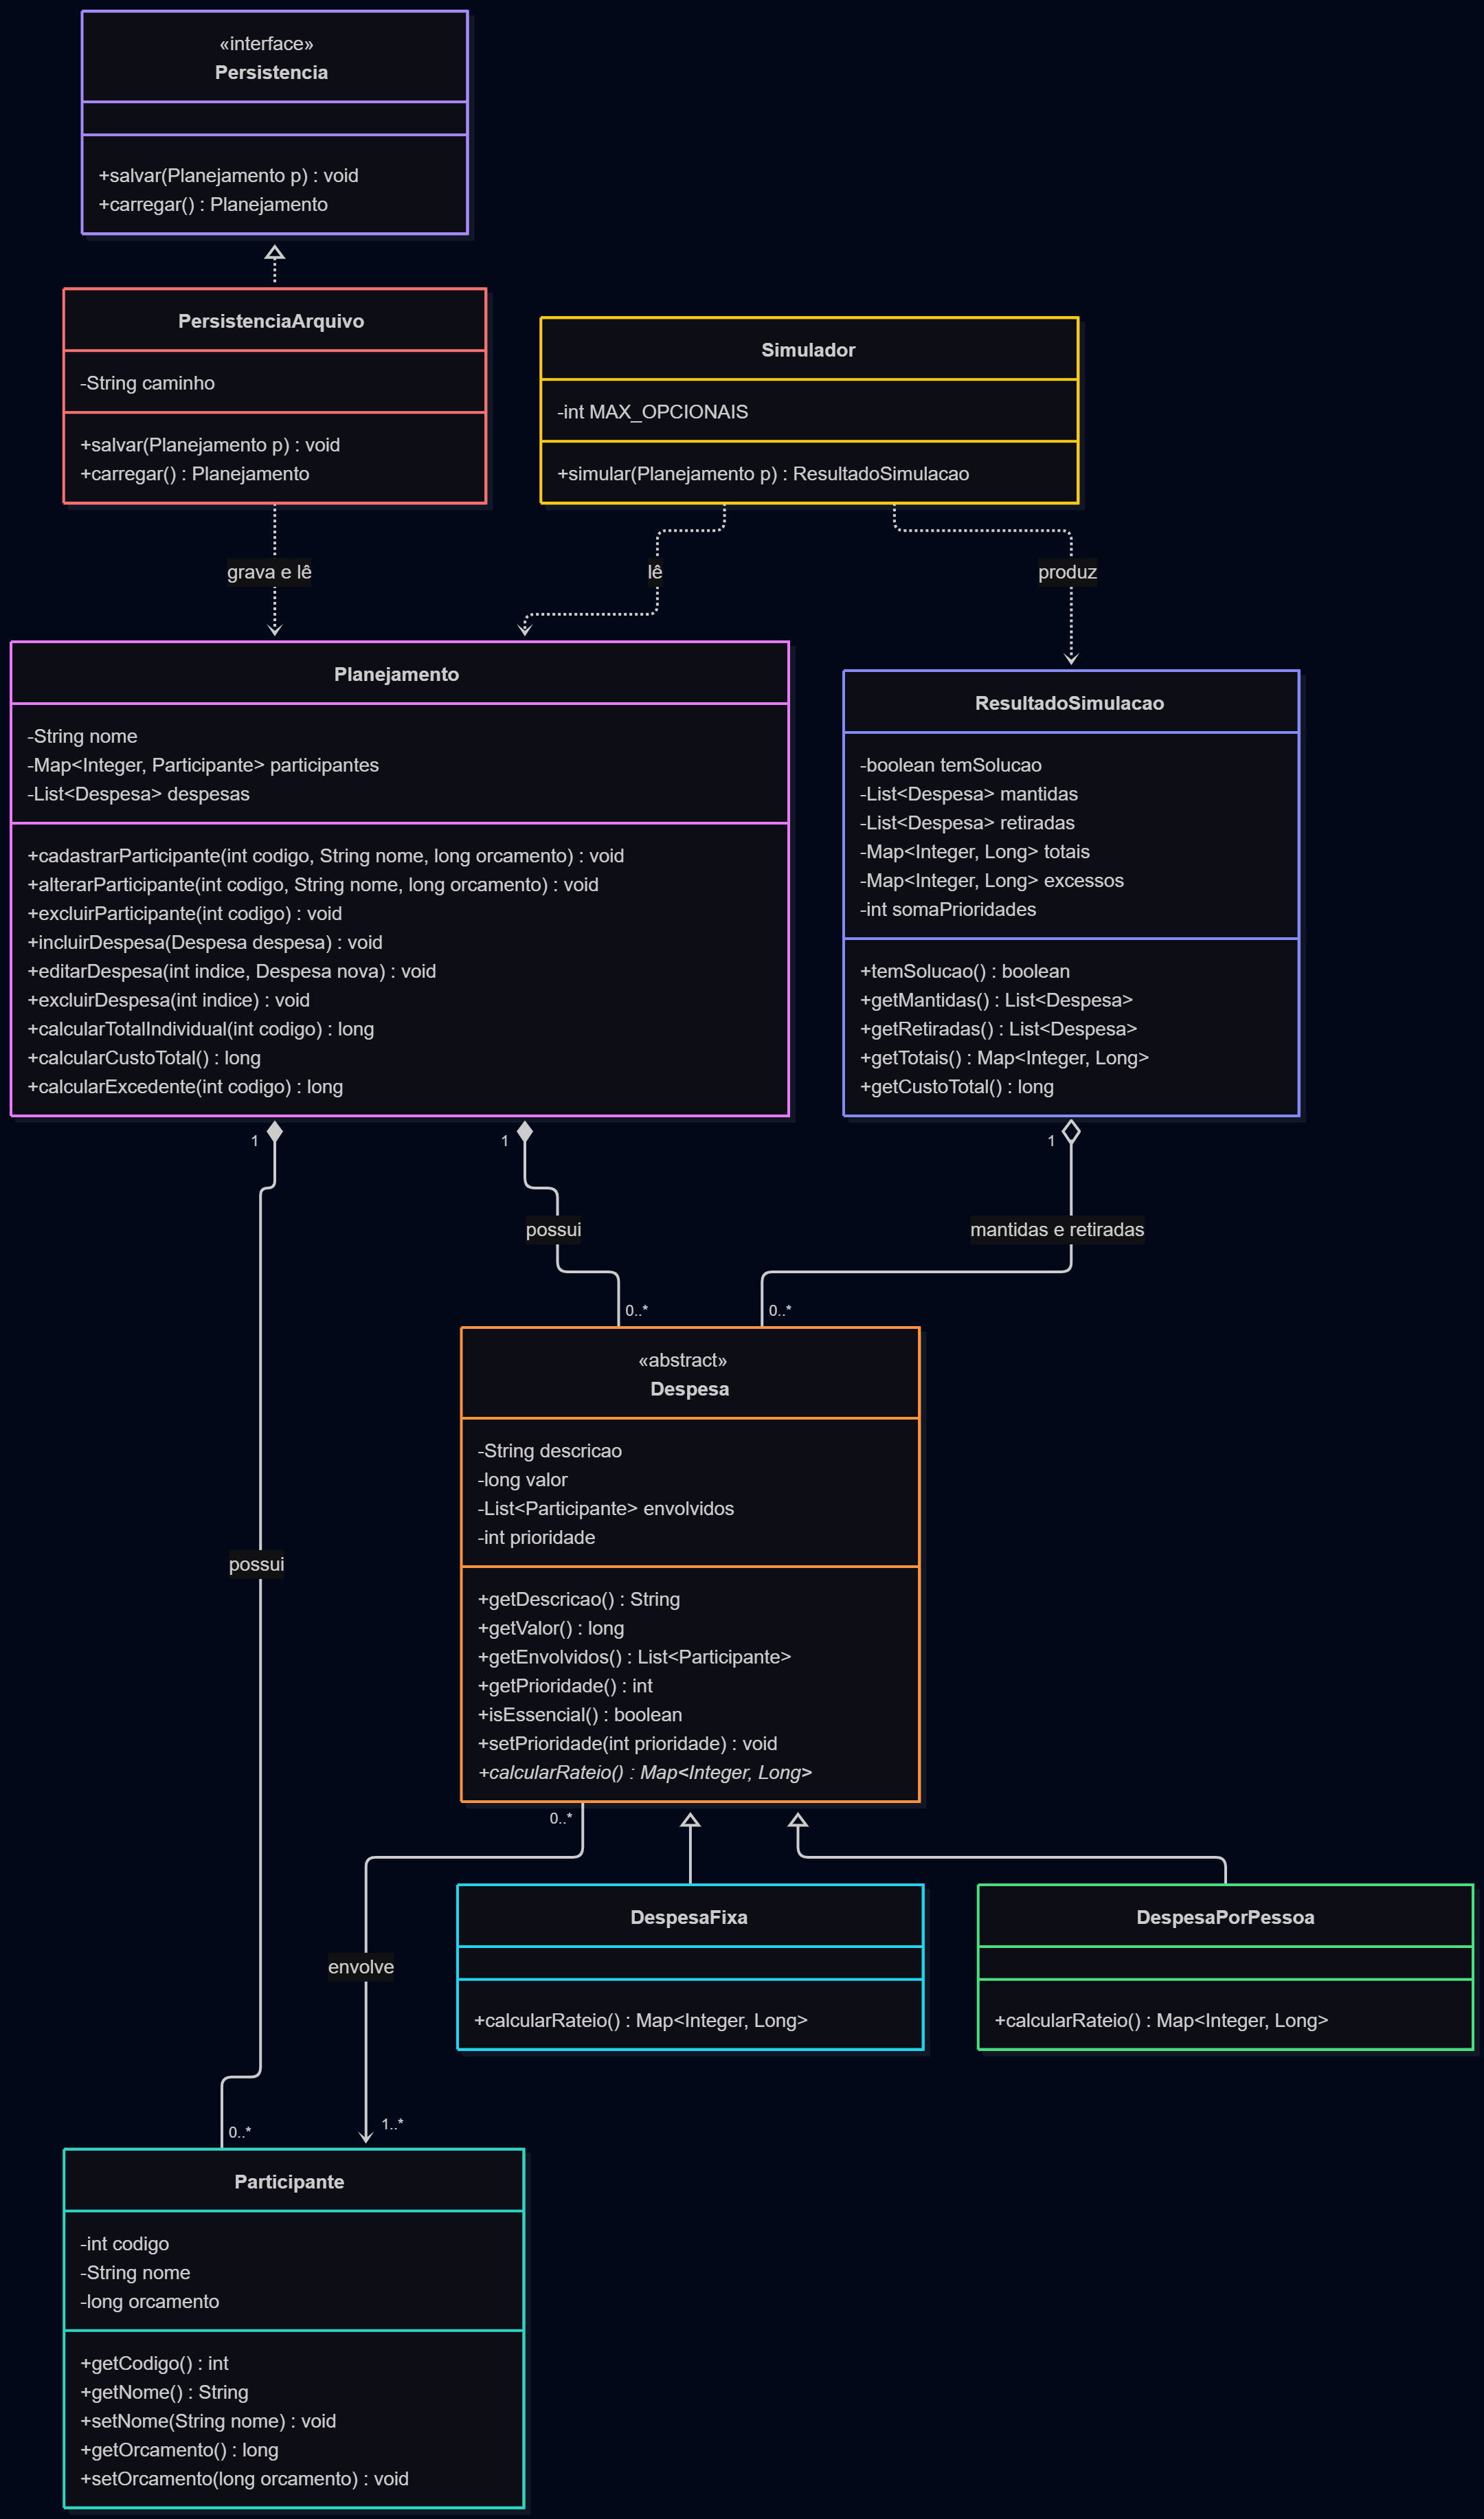 «interface»
Persistencia
+salvar(Planejamento p) : void
+carregar() : Planejamento
PersistenciaArquivo
-String caminho
+salvar(Planejamento p) : void
+carregar() : Planejamento
Simulador
-int MAX_OPCIONAIS
+simular(Planejamento p) : ResultadoSimulacao
grava e lê
lê
produz
Planejamento
-String nome
-Map<Integer, Participante> participantes
-List<Despesa> despesas
+cadastrarParticipante(int codigo, String nome, long orcamento) : void
+alterarParticipante(int codigo, String nome, long orcamento) : void
+excluirParticipante(int codigo) : void
+incluirDespesa(Despesa despesa) : void
+editarDespesa(int indice, Despesa nova) : void
+excluirDespesa(int indice) : void
+calcularTotalIndividual(int codigo) : long
+calcularCustoTotal() : long
+calcularExcedente(int codigo) : long
ResultadoSimulacao
-boolean temSolucao
-List<Despesa> mantidas
-List<Despesa> retiradas
-Map<Integer, Long> totais
-Map<Integer, Long> excessos
-int somaPrioridades
+temSolucao() : boolean
+getMantidas() : List<Despesa>
+getRetiradas() : List<Despesa>
+getTotais() : Map<Integer, Long>
+getCustoTotal() : long
1
1
1
possui
mantidas e retiradas
0..*
0..*
«abstract»
Despesa
-String descricao
-long valor
-List<Participante> envolvidos
-int prioridade
+getDescricao() : String
+getValor() : long
+getEnvolvidos() : List<Participante>
+getPrioridade() : int
+isEssencial() : boolean
+setPrioridade(int prioridade) : void
+calcularRateio() : Map<Integer, Long>
possui
0..*
envolve
DespesaFixa
+calcularRateio() : Map<Integer, Long>
DespesaPorPessoa
+calcularRateio() : Map<Integer, Long>
0..*
1..*
Participante
-int codigo
-String nome
-long orcamento
+getCodigo() : int
+getNome() : String
+setNome(String nome) : void
+getOrcamento() : long
+setOrcamento(long orcamento) : void